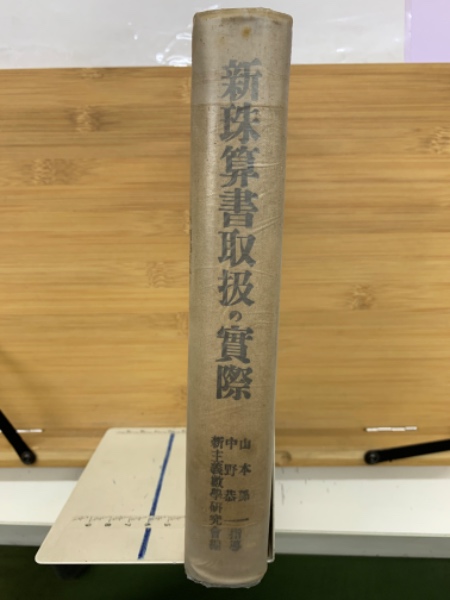 新珠算書取扱の實際
山本孫一
中野恭一 指導
新主義數學研究會編